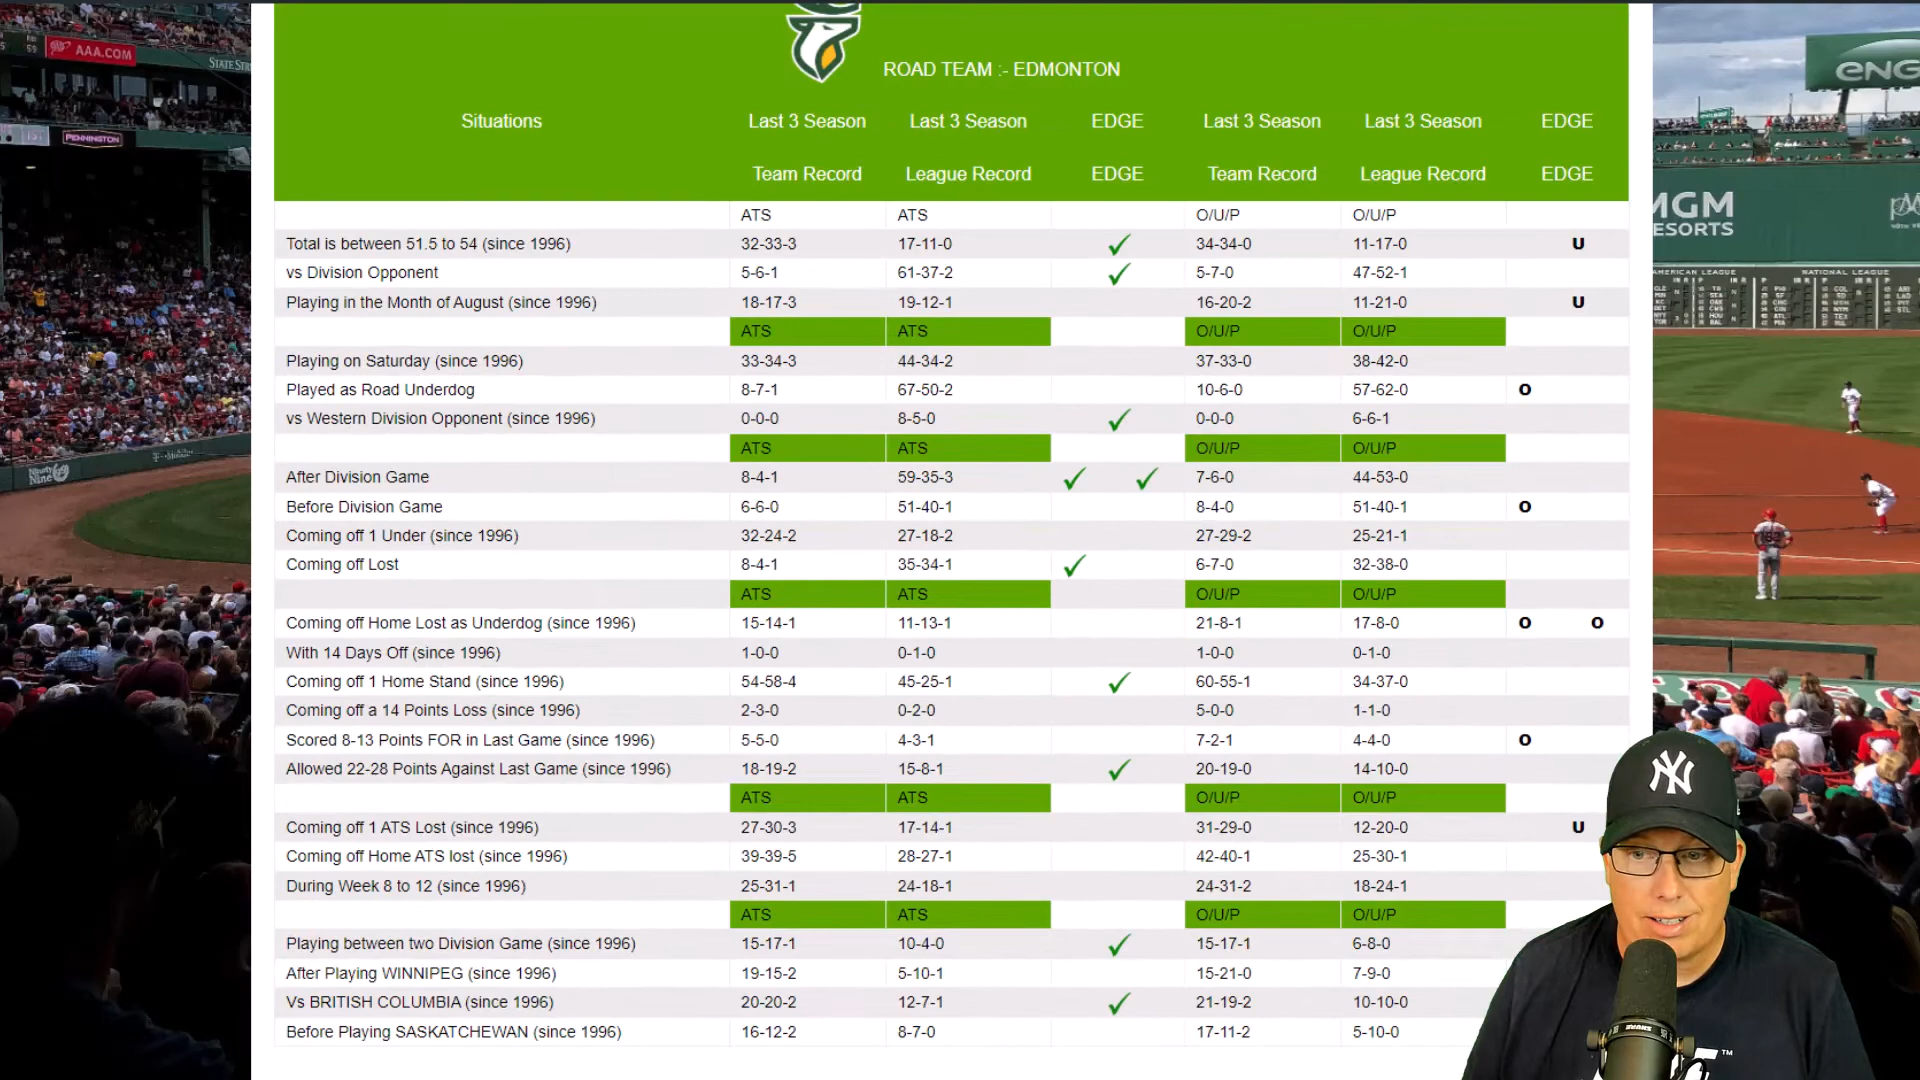 AAA.COM
STATE STR
PENNINGTON
ROAD TEAM :- EDMONTON
Situations Last 3 Season Last 3 Season EDGE Last 3 Season Last 3 Season EDGE
Team Record League Record EDGE Team Record League Record EDGE
ATS ATS O/U/P O/U/P
Total is between 51.5 to 54 (since 1996) 32-33-3 17-11-0 ✓ 34-34-0 11-17-0 U
vs Division Opponent 5-6-1 61-37-2 ✓ 5-7-0 47-52-1
Playing in the Month of August (since 1996) 18-17-3 19-12-1 16-20-2 11-21-0 U
ATS ATS O/U/P O/U/P
Playing on Saturday (since 1996) 33-34-3 44-34-2 37-33-0 38-42-0
Played as Road Underdog 8-7-1 67-50-2 10-6-0 57-62-0 O
vs Western Division Opponent (since 1996) 0-0-0 8-5-0 ✓ 0-0-0 6-6-1
ATS ATS O/U/P O/U/P
After Division Game 8-4-1 59-35-3 ✓ ✓ 7-6-0 44-53-0
Before Division Game 6-6-0 51-40-1 8-4-0 51-40-1 O
Coming off 1 Under (since 1996) 32-24-2 27-18-2 27-29-2 25-21-1
Coming off Lost 8-4-1 35-34-1 ✓ 6-7-0 32-38-0
ATS ATS O/U/P O/U/P
Coming off Home Lost as Underdog (since 1996) 15-14-1 11-13-1 21-8-1 17-8-0 O O
With 14 Days Off (since 1996) 1-0-0 0-1-0 1-0-0 0-1-0
Coming off 1 Home Stand (since 1996) 54-58-4 45-25-1 ✓ 60-55-1 34-37-0
Coming off a 14 Points Loss (since 1996) 2-3-0 0-2-0 5-0-0 1-1-0
Scored 8-13 Points FOR in Last Game (since 1996) 5-5-0 4-3-1 7-2-1 4-4-0 O
Allowed 22-28 Points Against Last Game (since 1996) 18-19-2 15-8-1 ✓ 20-19-0 14-10-0
ATS ATS O/U/P O/U/P
Coming off 1 ATS Lost (since 1996) 27-30-3 17-14-1 31-29-0 12-20-0 U
Coming off Home ATS lost (since 1996) 39-39-5 28-27-1 42-40-1 25-30-1
During Week 8 to 12 (since 1996) 25-31-1 24-18-1 24-31-2 18-24-1
ATS ATS O/U/P O/U/P
Playing between two Division Game (since 1996) 15-17-1 10-4-0 ✓ 15-17-1 6-8-0
After Playing WINNIPEG (since 1996) 19-15-2 5-10-1 15-21-0 7-9-0
Vs BRITISH COLUMBIA (since 1996) 20-20-2 12-7-1 ✓ 21-19-2 10-10-0
Before Playing SASKATCHEWAN (since 1996) 16-12-2 8-7-0 17-11-2 5-10-0
MGM
RESORTS
AMERICAN LEAGUE NATIONAL LEAGUE
NY
SHURE
™